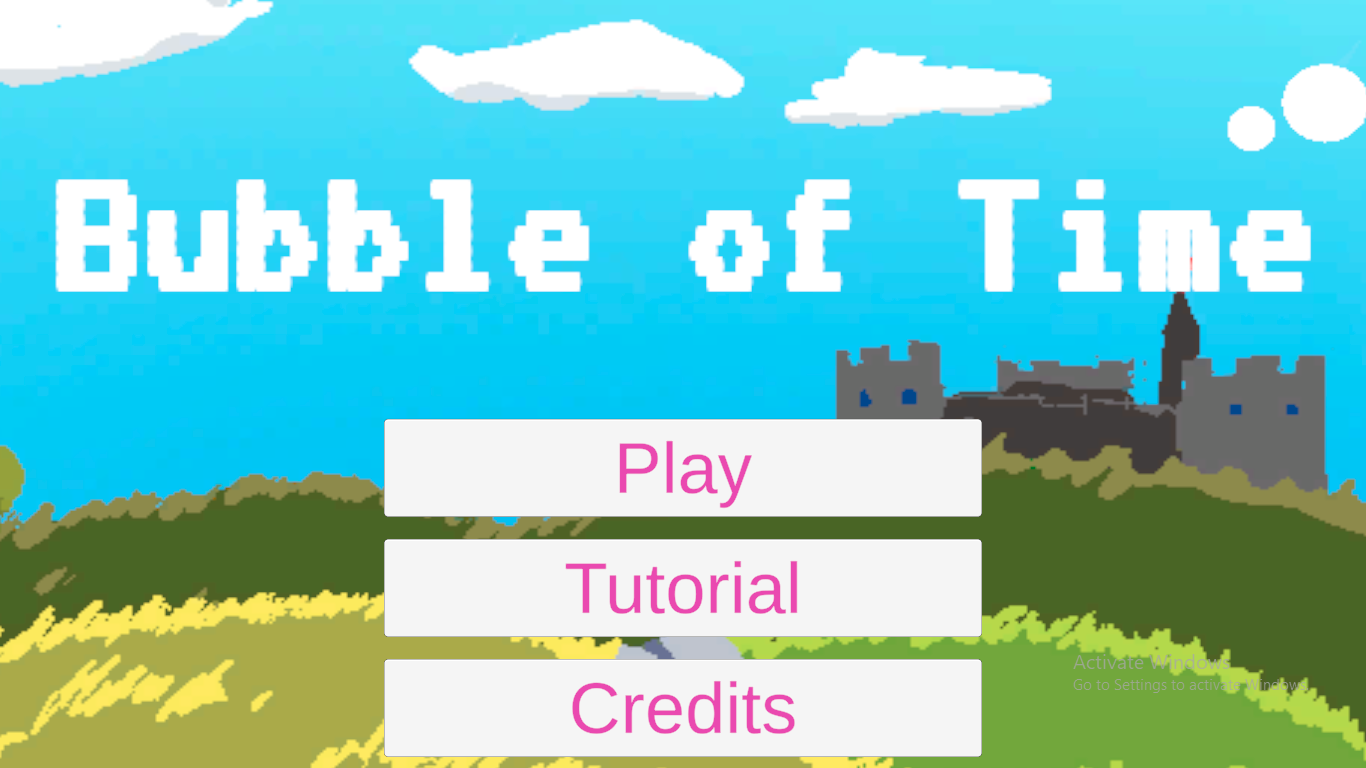 Bubble of Time
Play
Tutorial
Credits
Activate Windows
Go to Settings to activate Windows.